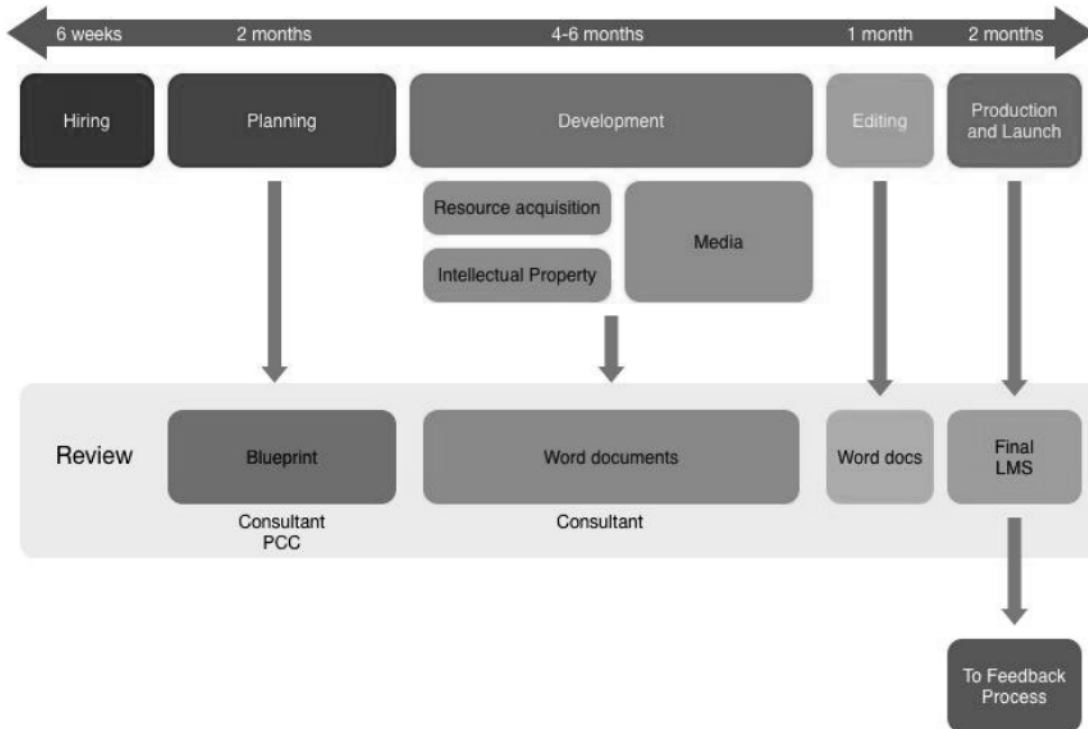 6 weeks
2 months
4-6 months
1 month
2 months
Hiring
Planning
Development
Editing
Production
and Launch
Resource acquisition
Intellectual Property
Media
Review
Blueprint
Word documents
Word docs
Final
LMS
Consultant
PCC
Consultant
To Feedback
Process